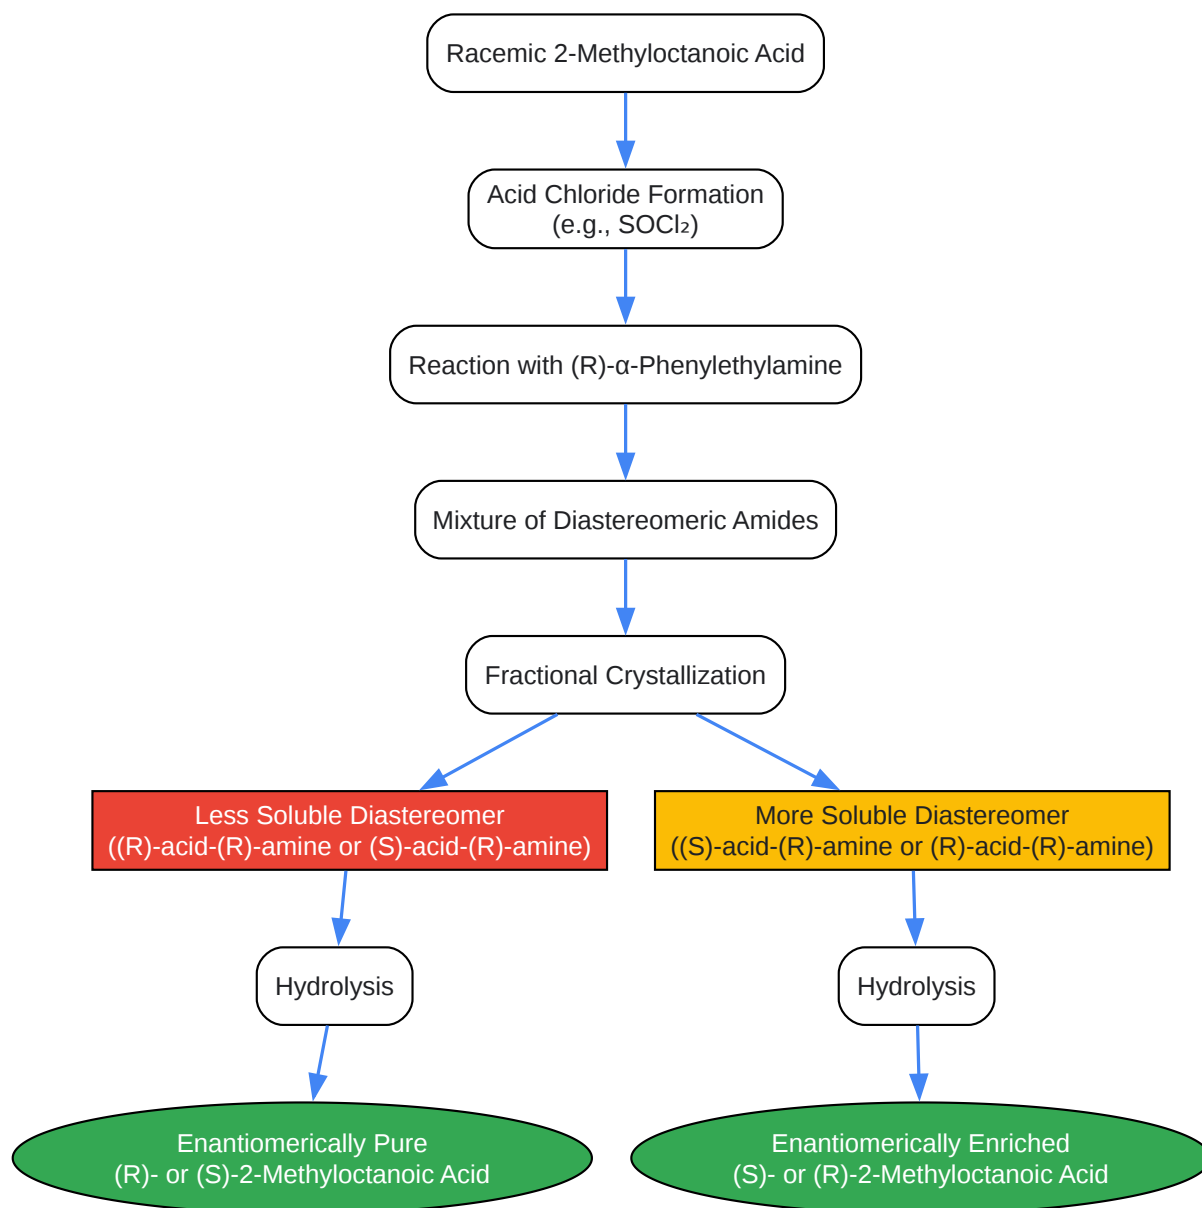 Racemic 2-Methyloctanoic Acid
Acid Chloride Formation
(e.g., SOCl₂)
Reaction with (R)-α-Phenylethylamine
Mixture of Diastereomeric Amides
Fractional Crystallization
Less Soluble Diastereomer
((R)-acid-(R)-amine or (S)-acid-(R)-amine)
More Soluble Diastereomer
((S)-acid-(R)-amine or (R)-acid-(R)-amine)
Hydrolysis
Hydrolysis
Enantiomerically Pure
(R)- or (S)-2-Methyloctanoic Acid
Enantiomerically Enriched
(S)- or (R)-2-Methyloctanoic Acid